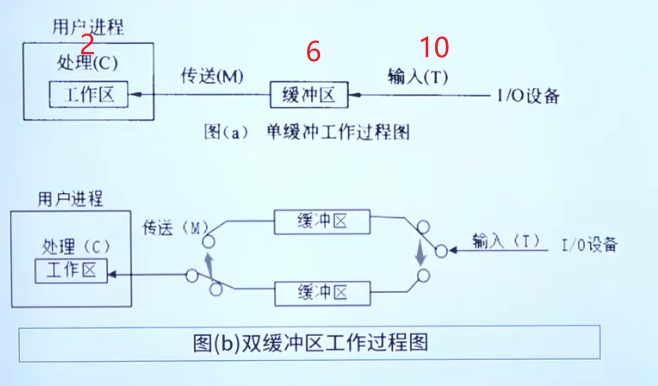 用户进程
2
6
10
处理(C)
传送(M)
输入(T)
工作区
缓冲区
I/O设备
图(a) 单缓冲工作过程图
用户进程
传送（M）
缓冲区
处理（C）
输入（T）
I/O设备
工作区
缓冲区
图(b)双缓冲区工作过程图